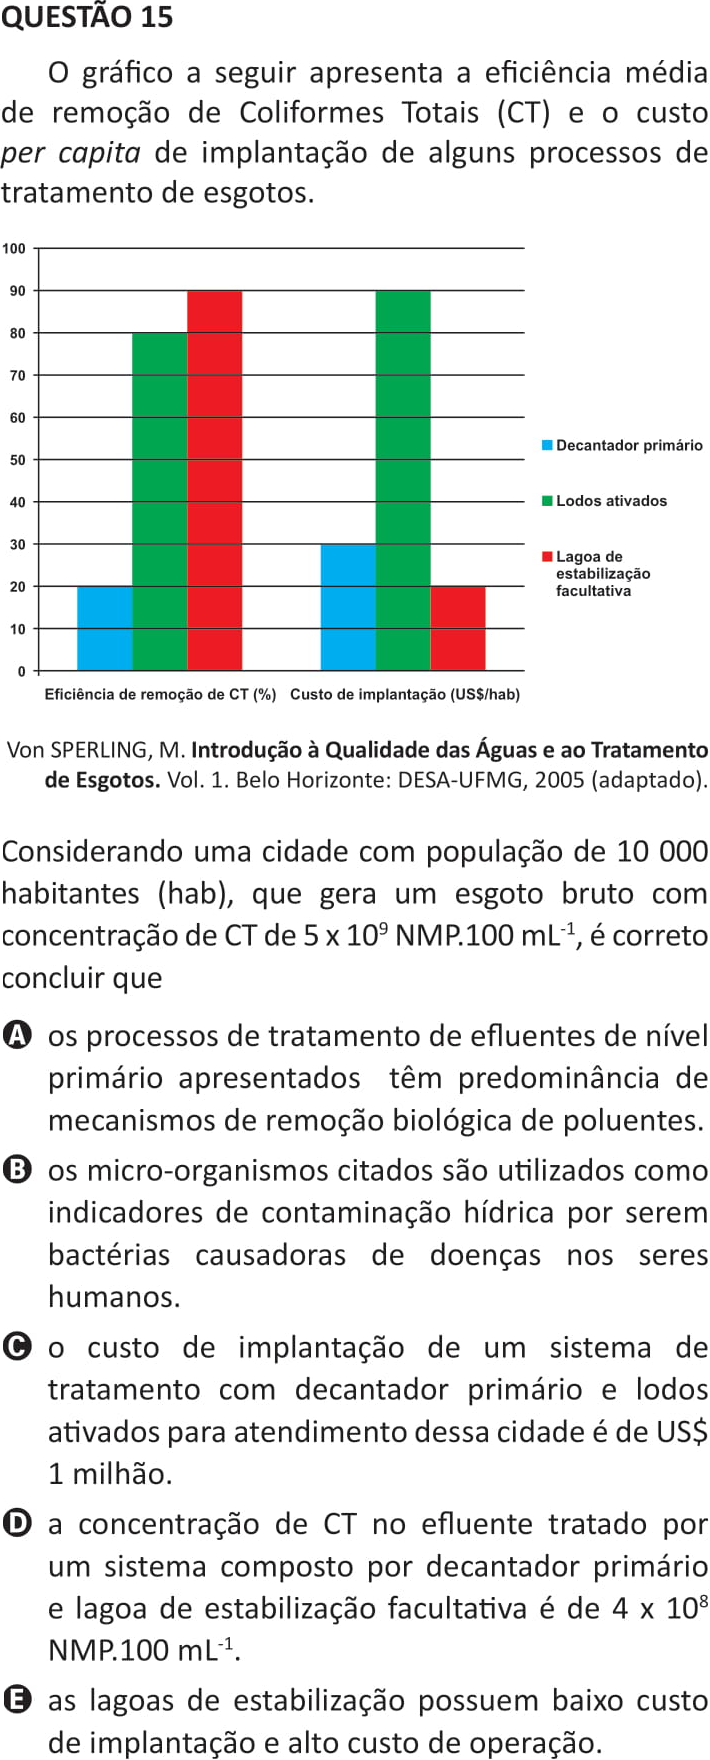 QUESTÃO 15
O gráfico a seguir apresenta a eficiência média
de remoção de Coliformes Totais (CT) e o custo
per capita de implantação de alguns processos de
tratamento de esgotos.
100
90
80
70
60
50
40
30
20
10
0
Decantador primário
Lodos ativados
Lagoa de
estabilização
facultativa
Eficiência de remoção de CT (%) Custo de implantação (US$/hab)
Von SPERLING, M. Introdução à Qualidade das Águas e ao Tratamento
de Esgotos. Vol. 1. Belo Horizonte: DESA-UFMG, 2005 (adaptado).
Considerando uma cidade com população de 10 000
habitantes (hab), que gera um esgoto bruto com
concentração de CT de 5 x 10⁹ NMP.100 mL⁻¹, é correto
concluir que
A os processos de tratamento de efluentes de nível
primário apresentados têm predominância de
mecanismos de remoção biológica de poluentes.
B os micro-organismos citados são utilizados como
indicadores de contaminação hídrica por serem
bactérias causadoras de doenças nos seres
humanos.
C o custo de implantação de um sistema de
tratamento com decantador primário e lodos
ativados para atendimento dessa cidade é de US$
1 milhão.
D a concentração de CT no efluente tratado por
um sistema composto por decantador primário
e lagoa de estabilização facultativa é de 4 x 10⁸
NMP.100 mL⁻¹.
E as lagoas de estabilização possuem baixo custo
de implantação e alto custo de operação.